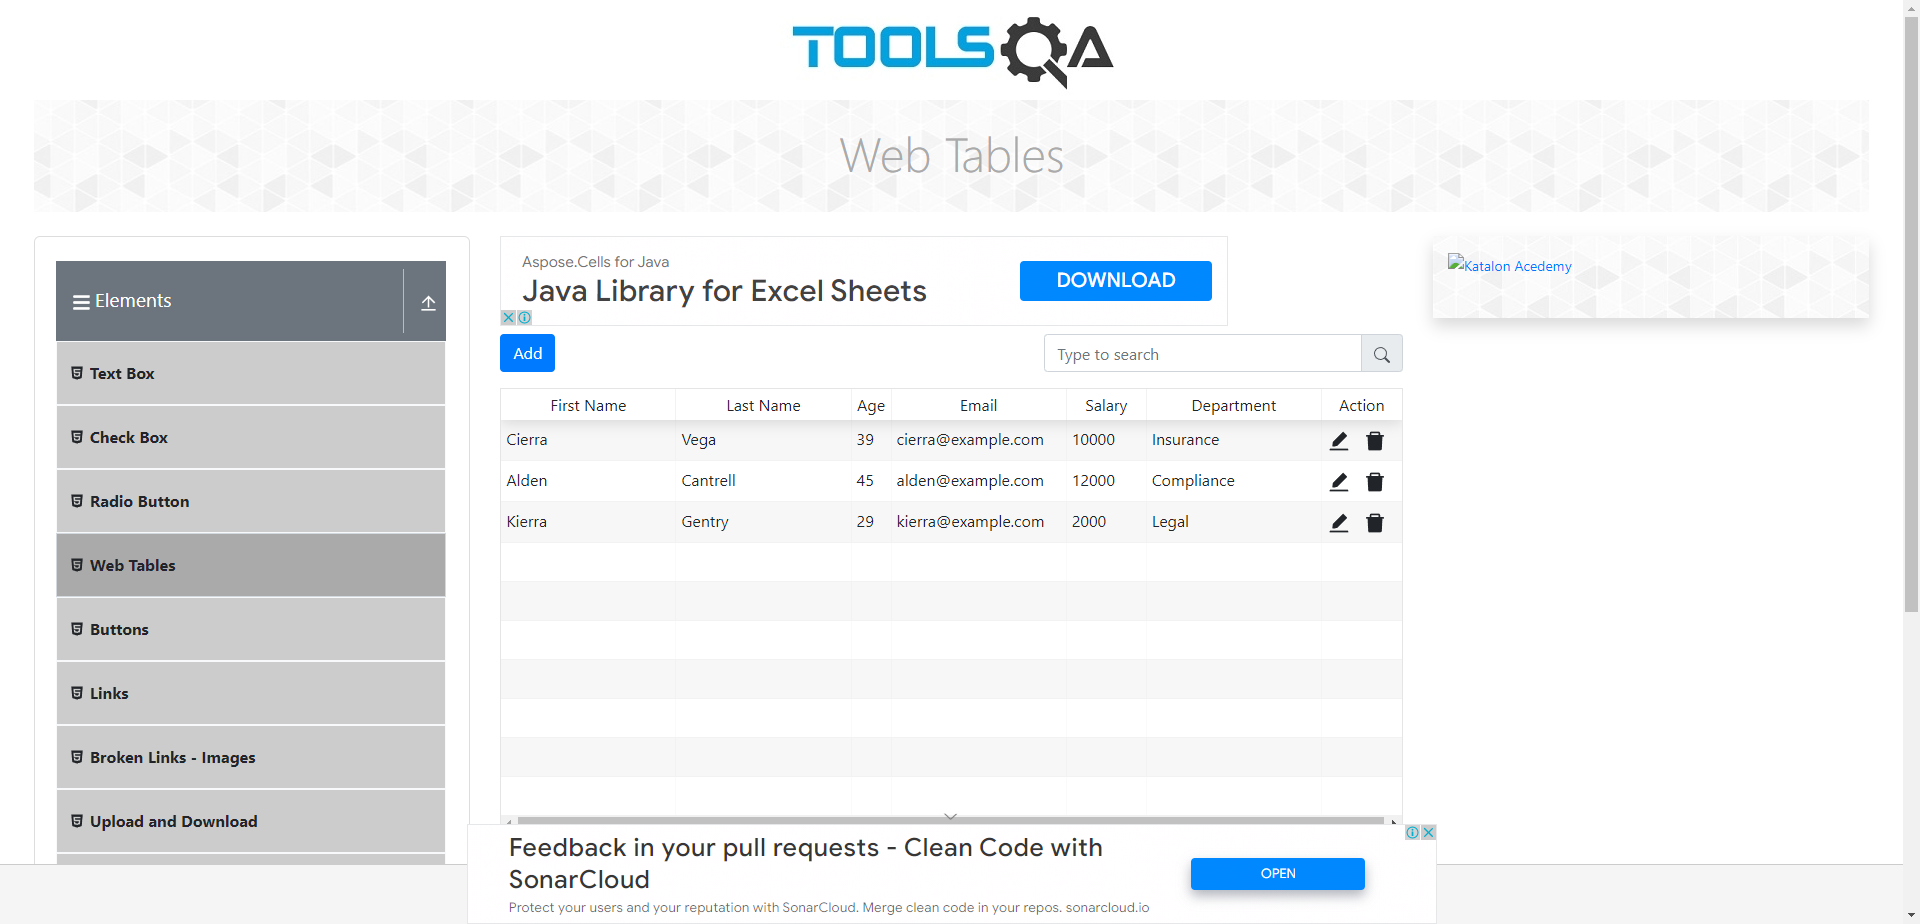 TOOLSQA
Web Tables
Elements
Text Box
Check Box
Radio Button
Web Tables
Buttons
Links
Broken Links - Images
Upload and Download
Aspose.Cells for Java
Java Library for Excel Sheets
DOWNLOAD
Add
Type to search
First Name Last Name Age Email Salary Department Action
Cierra Vega 39 cierra@example.com 10000 Insurance
Alden Cantrell 45 alden@example.com 12000 Compliance
Kierra Gentry 29 kierra@example.com 2000 Legal
Katalon Acedemy
Feedback in your pull requests - Clean Code with
SonarCloud
Protect your users and your reputation with SonarCloud. Merge clean code in your repos. sonarcloud.io
OPEN